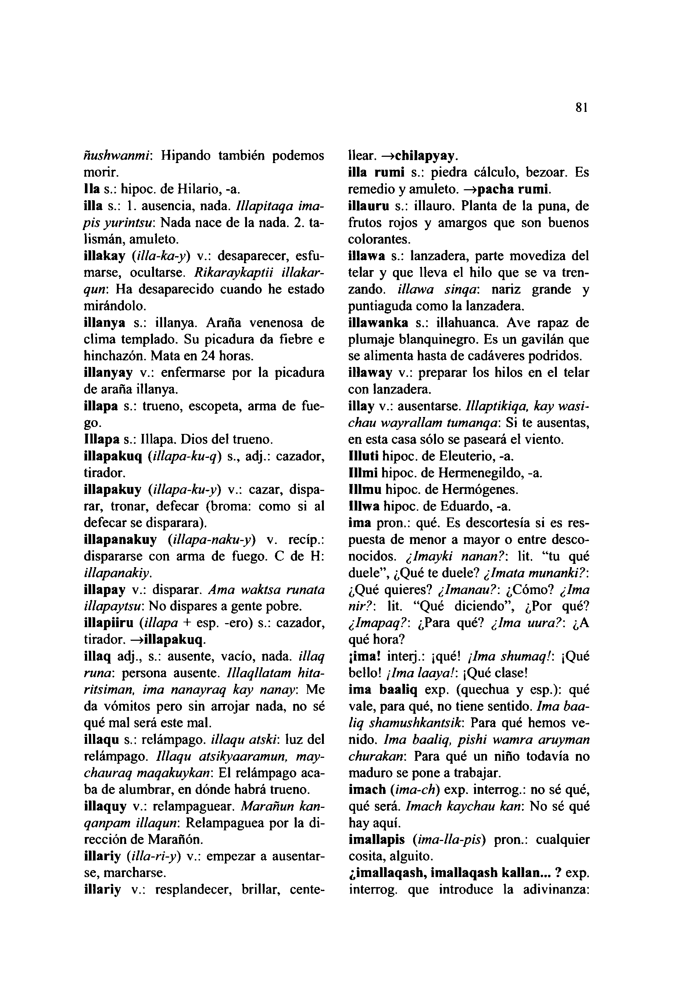 81
ñushwanmi: Hipando también podemos
morir.
Ila s.: hipoc. de Hilario, -a.
illa s.: 1. ausencia, nada. Illapitaqa ima-
pis yurintsu: Nada nace de la nada. 2. ta-
lismán, amuleto.
illakay (illa-ka-y) v.: desaparecer, esfu-
marse, ocultarse. Rikaraykaptii illakar-
qun: Ha desaparecido cuando he estado
mirándolo.
illanya s.: illanya. Araña venenosa de
clima templado. Su picadura da fiebre e
hinchazón. Mata en 24 horas.
illanyay v.: enfermarse por la picadura
de araña illanya.
illapa s.: trueno, escopeta, arma de fue-
go.
Illapa s.: Illapa. Dios del trueno.
illapakuq (illapa-ku-q) s., adj.: cazador,
tirador.
illapakuy (illapa-ku-y) v.: cazar, dispa-
rar, tronar, defecar (broma: como si al
defecar se disparara).
illapanakuy (illapa-naku-y) v. recíp.:
dispararse con arma de fuego. C de H:
illapanakiy.
illapay v.: disparar. Ama waktsa runata
illapaytsu: No dispares a gente pobre.
illapiiru (illapa + esp. -ero) s.: cazador,
tirador. →illapakuq.
illaq adj., s.: ausente, vacío, nada. illaq
runa: persona ausente. Illaqllatam hita-
ritsiman, ima nanayraq kay nanay: Me
da vómitos pero sin arrojar nada, no sé
qué mal será este mal.
illaqu s.: relámpago. illaqu atski: luz del
relámpago. Illaqu atsikyaaramun, may-
chauraq maqakuykan: El relámpago aca-
ba de alumbrar, en dónde habrá trueno.
illaquy v.: relampaguear. Marañun kan-
qanpam illaqun: Relampaguea por la di-
rección de Marañón.
illariy (illa-ri-y) v.: empezar a ausentar-
se, marcharse.
illariy v.: resplandecer, brillar, cente-
llear. →chilapyay.
illa rumi s.: piedra cálculo, bezoar. Es
remedio y amuleto. →pacha rumi.
illauru s.: illauro. Planta de la puna, de
frutos rojos y amargos que son buenos
colorantes.
illawa s.: lanzadera, parte movediza del
telar y que lleva el hilo que se va tren-
zando. illawa sinqa: nariz grande y
puntiaguda como la lanzadera.
illawanka s.: illahuanca. Ave rapaz de
plumaje blanquinegro. Es un gavilán que
se alimenta hasta de cadáveres podridos.
illaway v.: preparar los hilos en el telar
con lanzadera.
illay v.: ausentarse. Illaptikiqa, kay wasi-
chau wayrallam tumanqa: Si te ausentas,
en esta casa sólo se paseará el viento.
Illuti hipoc. de Eleuterio, -a.
Illmi hipoc. de Hermenegildo, -a.
Illmu hipoc. de Hermógenes.
Illwa hipoc. de Eduardo, -a.
ima pron.: qué. Es descortesía si es res-
puesta de menor a mayor o entre desco-
nocidos. ¿Imayki nanan?: lit. “tu qué
duele”, ¿Qué te duele? ¿Imata munanki?:
¿Qué quieres? ¿Imanau?: ¿Cómo? ¿Ima
nir?: lit. “Qué diciendo”, ¿Por qué?
¿Imapaq?: ¿Para qué? ¿Ima uura?: ¿A
qué hora?
¡ima! interj.: ¡qué! ¡Ima shumaq!: ¡Qué
bello! ¡Ima laaya!: ¡Qué clase!
ima baaliq exp. (quechua y esp.): qué
vale, para qué, no tiene sentido. Ima baa-
liq shamushkantsik: Para qué hemos ve-
nido. Ima baaliq, pishi wamra aruyman
churakan: Para qué un niño todavía no
maduro se pone a trabajar.
imach (ima-ch) exp. interrog.: no sé qué,
qué será. Imach kaychau kan: No sé qué
hay aquí.
imallapis (ima-lla-pis) pron.: cualquier
cosita, alguito.
¿imallaqash, imallaqash kallan... ? exp.
interrog. que introduce la adivinanza: